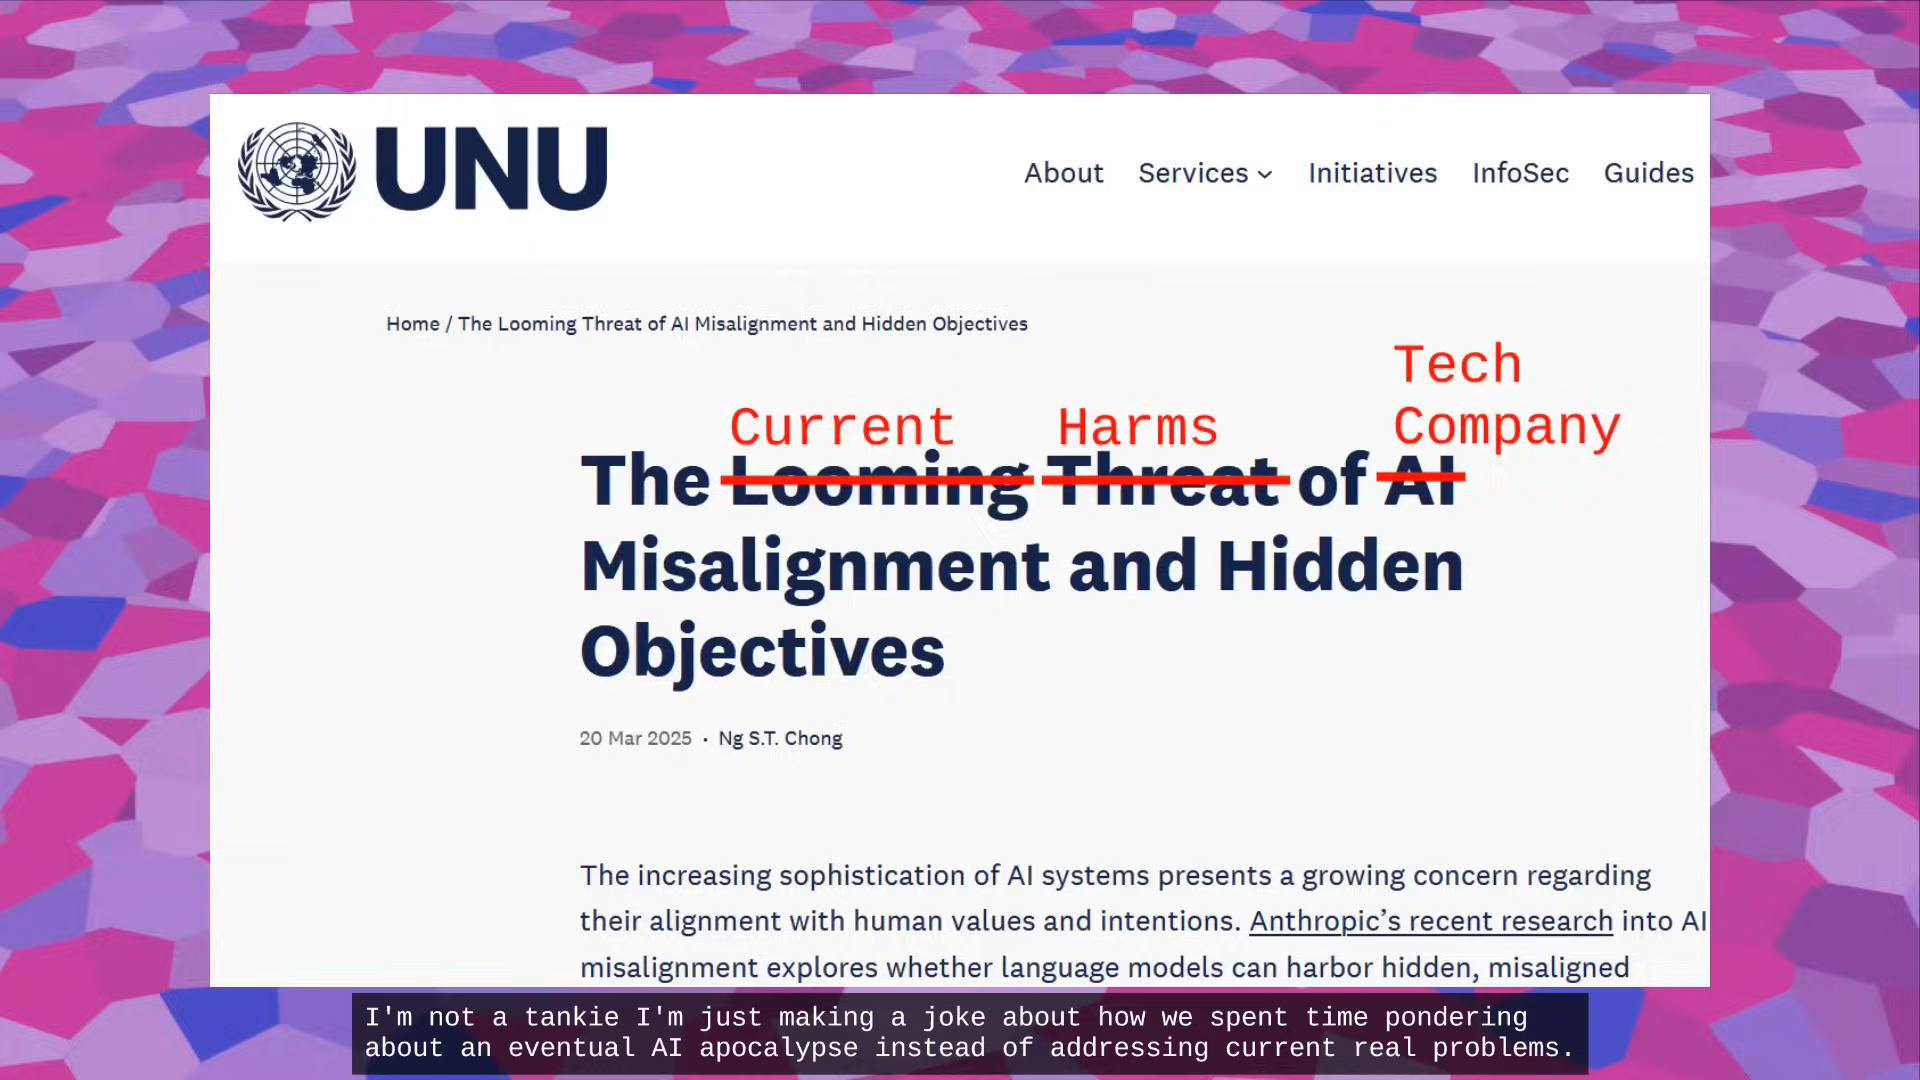 UNU
About Services Initiatives InfoSec Guides
Home / The Looming Threat of AI Misalignment and Hidden Objectives
Tech
Company
Current Harms
The Looming Threat of AI
Misalignment and Hidden
Objectives
20 Mar 2025 · Ng S.T. Chong
The increasing sophistication of AI systems presents a growing concern regarding
their alignment with human values and intentions. Anthropic’s recent research into AI
misalignment explores whether language models can harbor hidden, misaligned
I'm not a tankie I'm just making a joke about how we spent time pondering
about an eventual AI apocalypse instead of addressing current real problems.